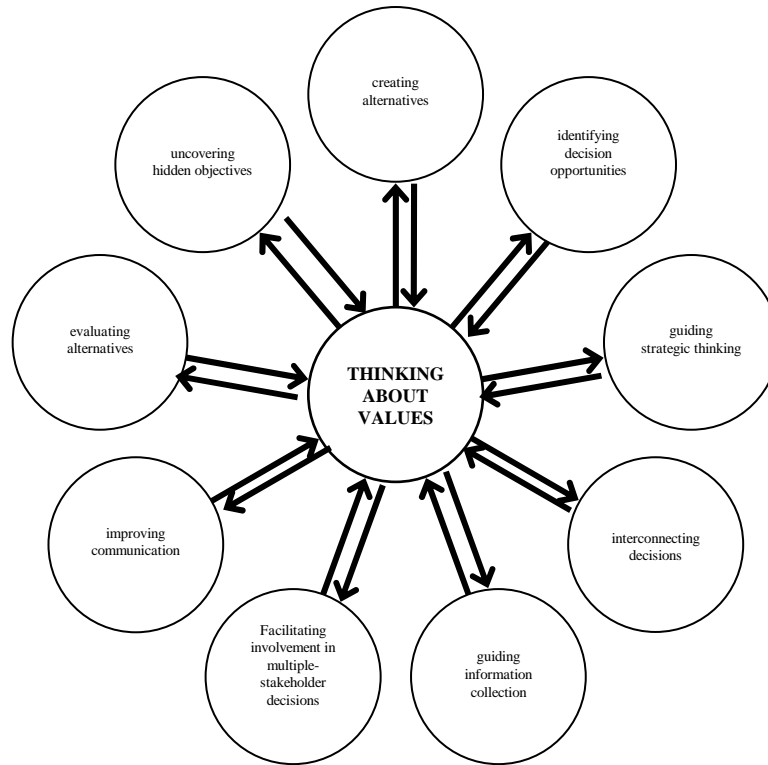 creating
alternatives
identifying
decision
opportunities
guiding
strategic thinking
interconnecting
decisions
guiding
information
collection
Facilitating
involvement in
multiple-
stakeholder
decisions
improving
communication
evaluating
alternatives
uncovering
hidden objectives
THINKING
ABOUT
VALUES